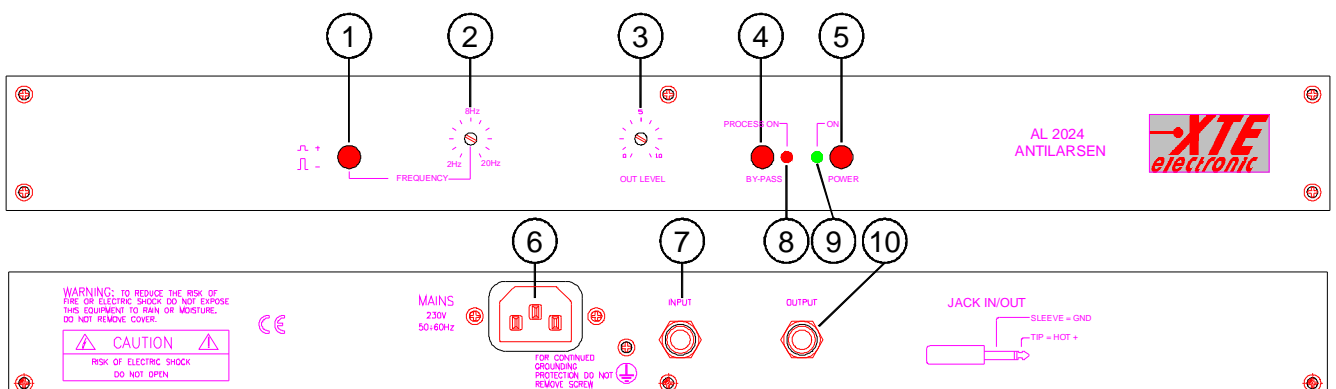 1 2 3 4 5
+
-
8Hz
2Hz 20Hz
FREQUENCY
5
0 10
OUT LEVEL
PROCESS ON
ON
BY-PASS
POWER
AL 2024
ANTILARSEN
XTE
electronic
6 7 8 9 10
WARNING: TO REDUCE THE RISK OF
FIRE OR ELECTRIC SHOCK DO NOT EXPOSE
THIS EQUIPMENT TO RAIN OR MOISTURE.
DO NOT REMOVE COVER.
CAUTION
RISK OF ELECTRIC SHOCK
DO NOT OPEN
CE
MAINS
230V
50÷60Hz
FOR CONTINUED
GROUNDING
PROTECTION DO NOT
REMOVE SCREW
INPUT
OUTPUT
JACK IN/OUT
SLEEVE = GND
TIP = HOT +